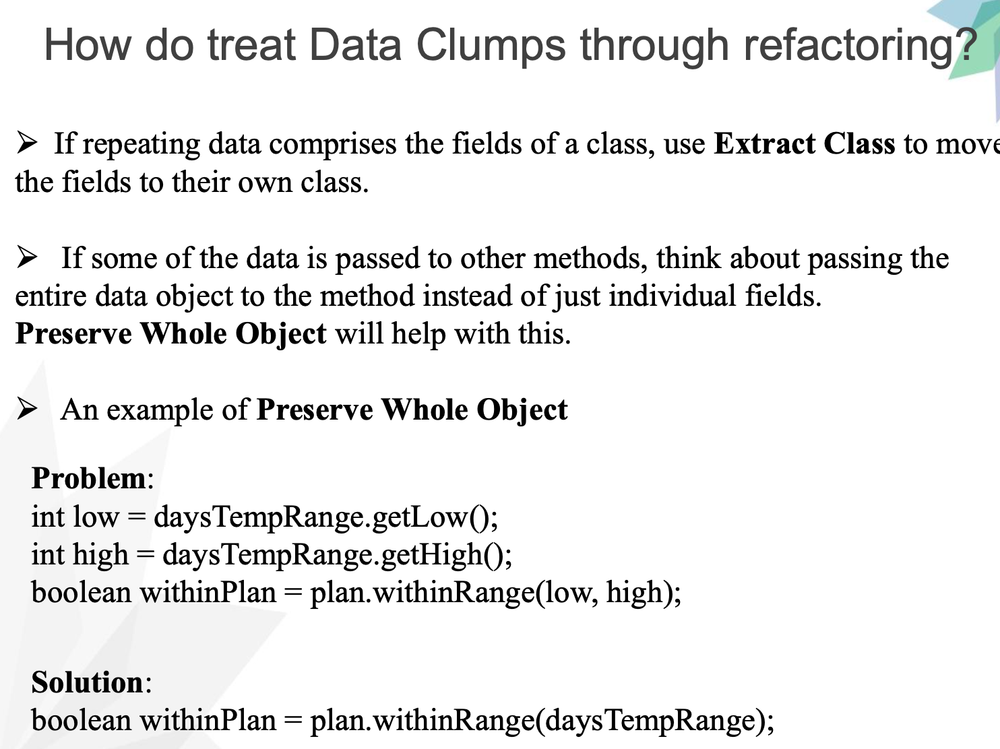 How do treat Data Clumps through refactoring?
➢ If repeating data comprises the fields of a class, use Extract Class to move
the fields to their own class.
➢ If some of the data is passed to other methods, think about passing the
entire data object to the method instead of just individual fields.
Preserve Whole Object will help with this.
➢ An example of Preserve Whole Object
Problem:
int low = daysTempRange.getLow();
int high = daysTempRange.getHigh();
boolean withinPlan = plan.withinRange(low, high);
Solution:
boolean withinPlan = plan.withinRange(daysTempRange);